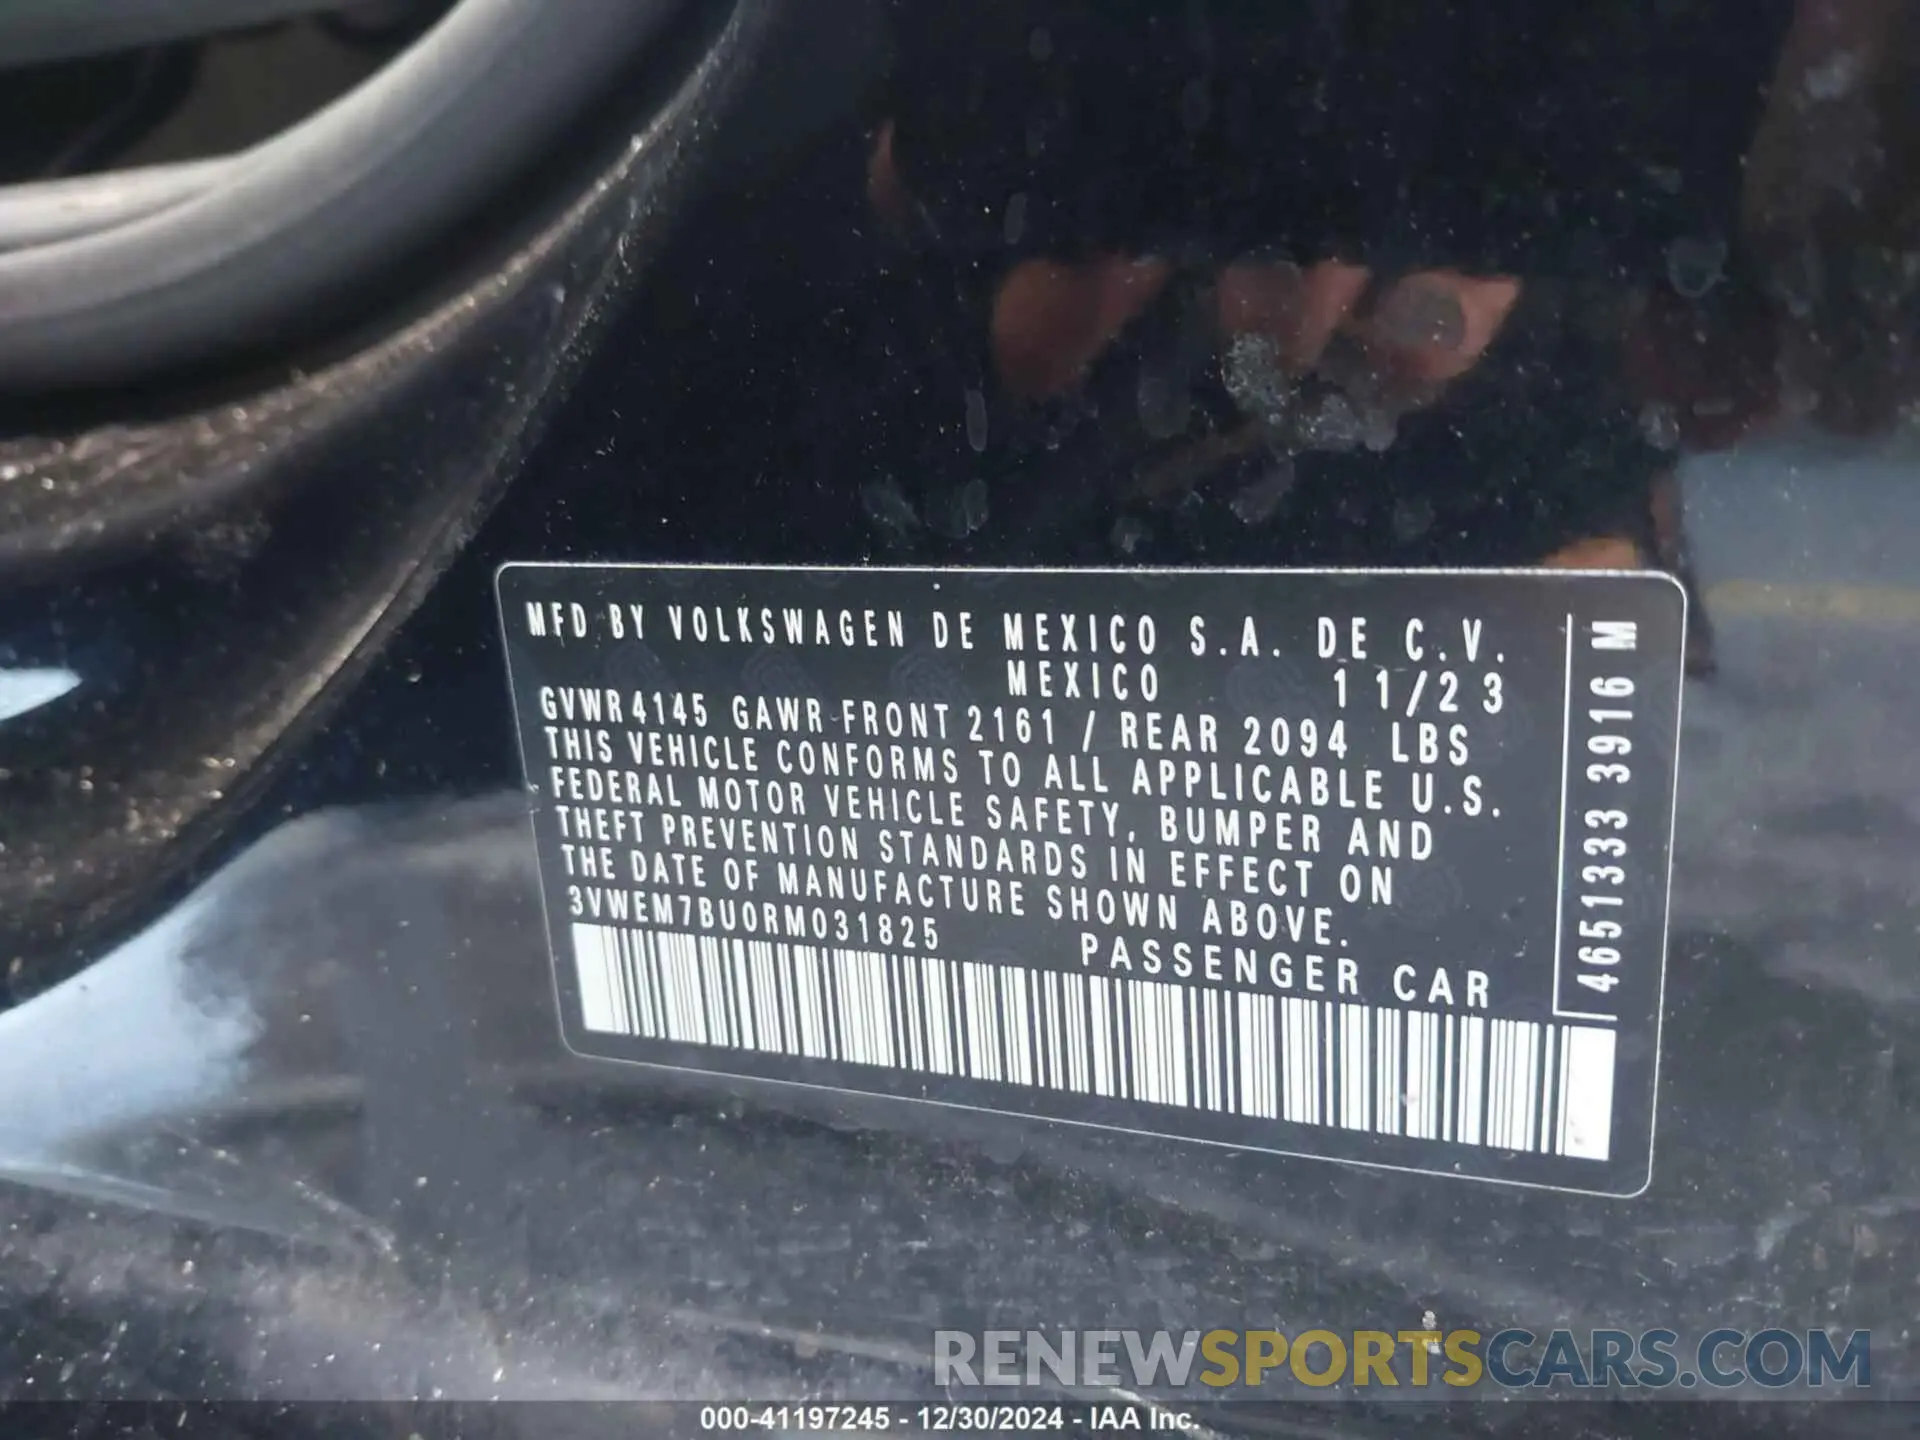 MFD BY VOLKSWAGEN DE MEXICO S.A. DE C.V.
MEXICO 11/23
GVWR 4145 GAWR-FRONT 2161 / REAR 2094 LBS
THIS VEHICLE CONFORMS TO ALL APPLICABLE U.S.
FEDERAL MOTOR VEHICLE SAFETY, BUMPER AND
THEFT PREVENTION STANDARDS IN EFFECT ON
THE DATE OF MANUFACTURE SHOWN ABOVE.
3VWEM7BU0RM031825
PASSENGER CAR
4651333 3916 M
RENEWSPORTSCARS.COM
000-41197245 - 12/30/2024 - IAA Inc.